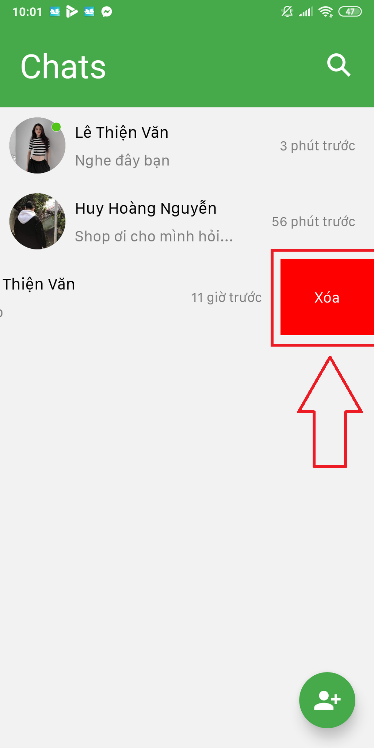 10:01
47
Chats
Lê Thiện Văn
3 phút trước
Nghe đây bạn
Huy Hoàng Nguyễn
56 phút trước
Shop ơi cho mình hỏi...
Thiện Văn
11 giờ trước
Xóa